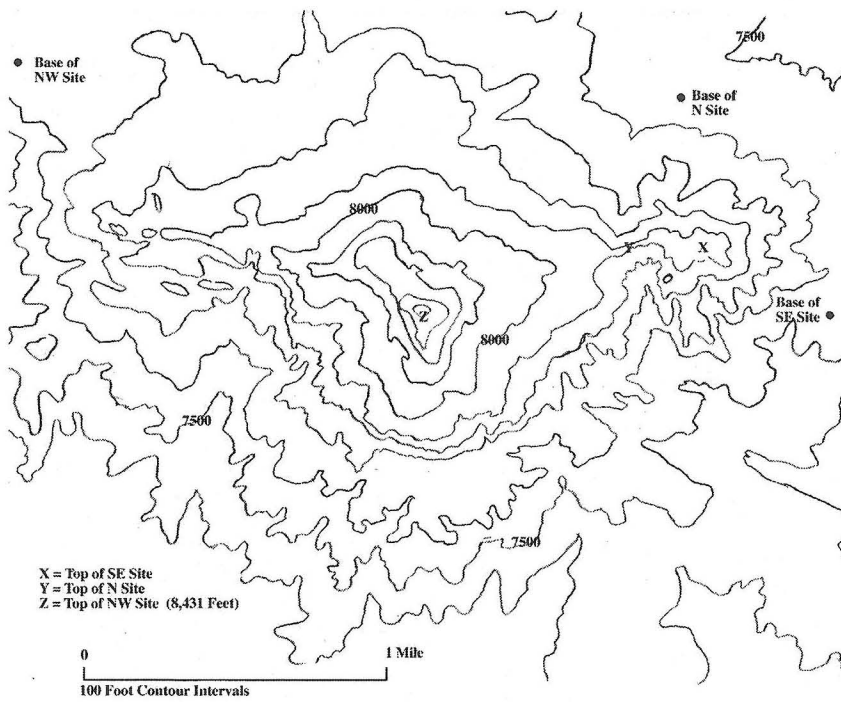 7500
Base of
NW Site
Base of
N Site
8000
Y
X
Base of
SE Site
Z
8000
7500
7500
X = Top of SE Site
Y = Top of N Site
Z = Top of NW Site (8,431 Feet)
0
1 Mile
100 Foot Contour Intervals